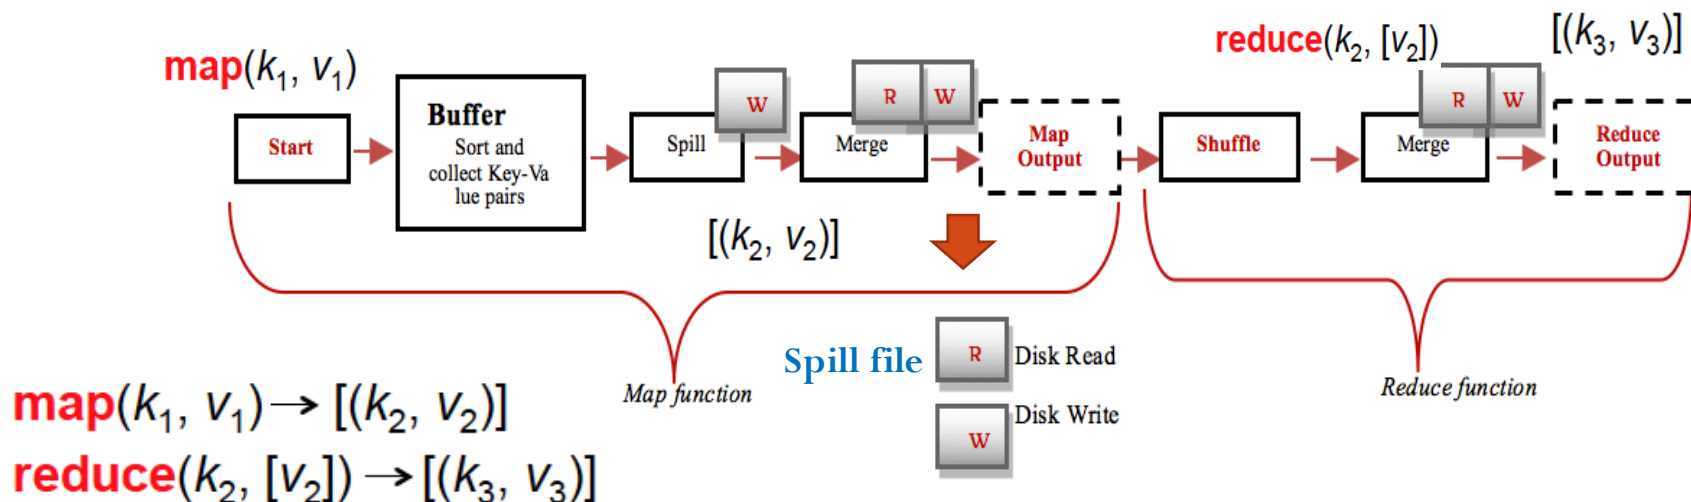 map(k₁, v₁)
Start
Buffer
Sort and
collect Key-Va
lue pairs
Spill
W
Merge
R W
Map
Output
[(k₂, v₂)]
Shuffle
reduce(k₂, [v₂])
Merge
R W
[(k₃, v₃)]
Reduce
Output
Map function
Reduce function
Spill file
R Disk Read
W Disk Write
map(k₁, v₁) → [(k₂, v₂)]
reduce(k₂, [v₂]) → [(k₃, v₃)]